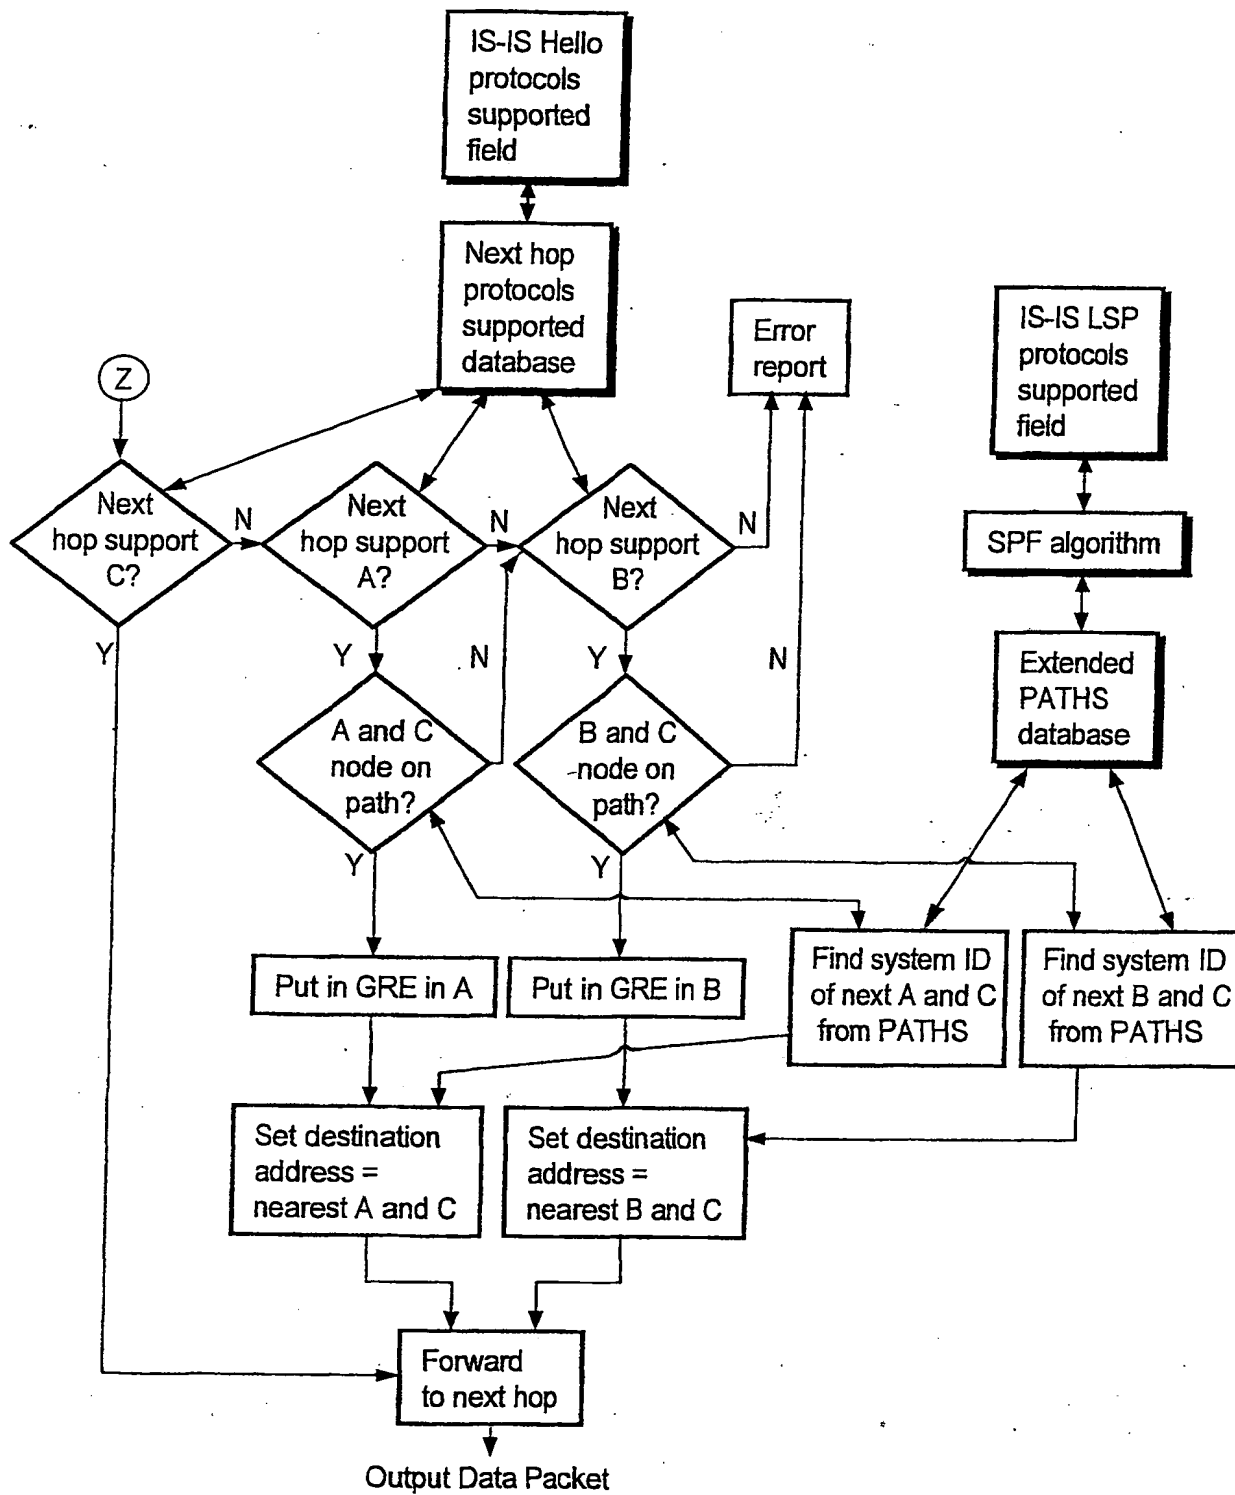 IS-IS Hello
protocols
supported
field
Next hop
protocols
supported
database
Error
report
IS-IS LSP
protocols
supported
field
Z
Next
hop support
C?
N
Next
hop support
A?
N
Next
hop support
B?
N
SPF algorithm
Y
Y
N
Y
N
Extended
PATHS
database
A and C
node on
path?
B and C
node on
path?
Y
Y
Put in GRE in A
Put in GRE in B
Find system ID
of next A and C
from PATHS
Find system ID
of next B and C
from PATHS
Set destination
address =
nearest A and C
Set destination
address =
nearest B and C
Forward
to next hop
Output Data Packet